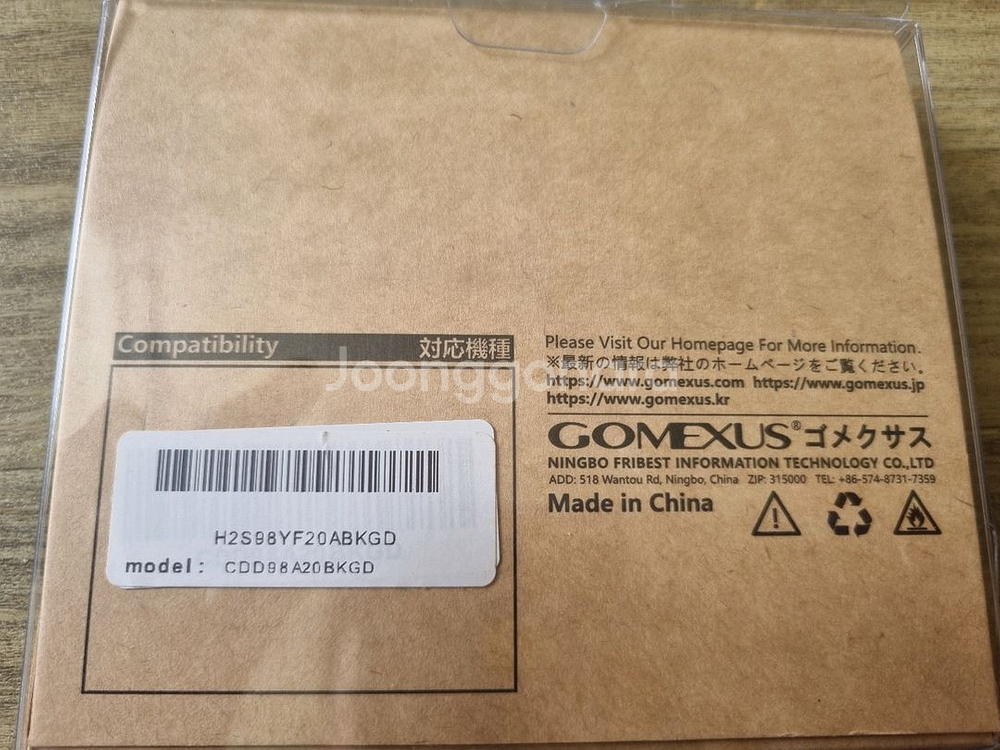 Compatibility 対応機種
H2S98YF20ABKGD
model: CDD98A20BKGD
Please Visit Our Homepage For More Information.
※最新の情報は弊社のホームページをご覧ください。
https://www.gomexus.com https://www.gomexus.jp
https://www.gomexus.kr
GOMEXUS®ゴメクサス
NINGBO FRIBEST INFORMATION TECHNOLOGY CO.,LTD
ADD: 518 Wantou Rd, Ningbo, China ZIP: 315000 TEL: +86-574-8731-7359
Made in China